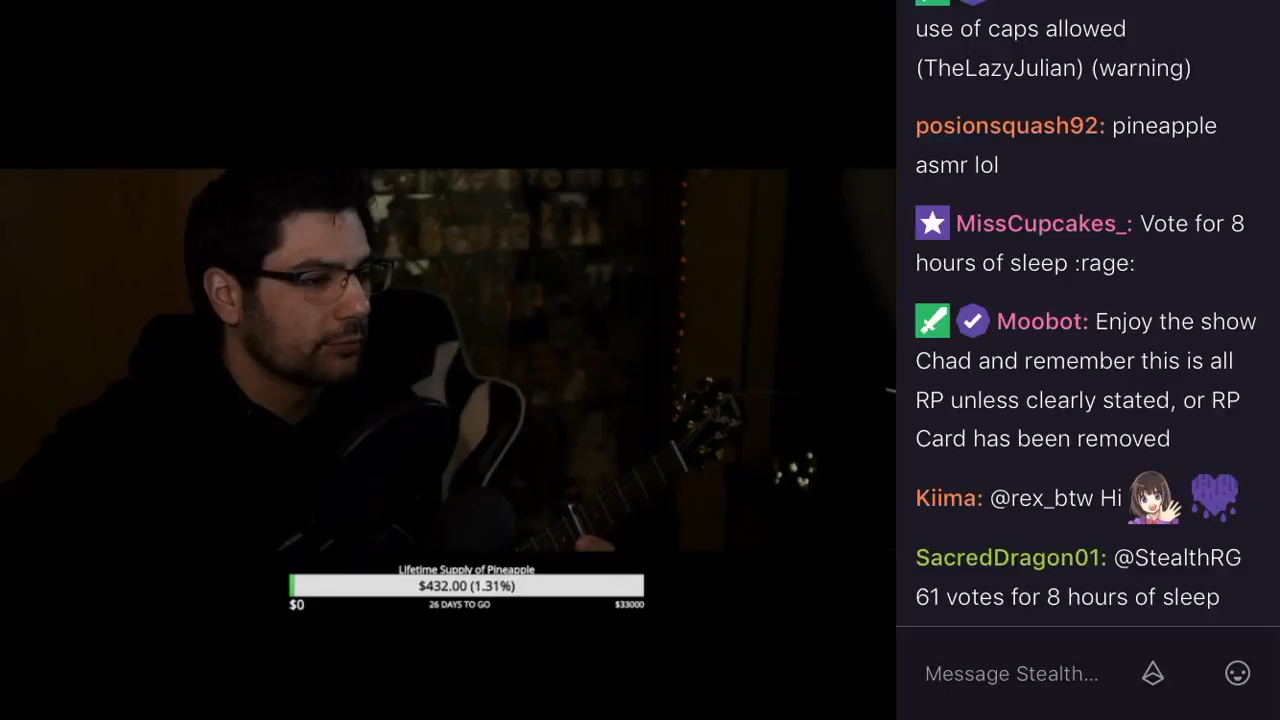 Lifetime Supply of Pineapple
$432.00 (1.31%)
$0
26 DAYS TO GO
$33000
use of caps allowed
(TheLazyJulian) (warning)
posionsquash92: pineapple
asmr lol
MissCupcakes_: Vote for 8
hours of sleep :rage:
Moobot: Enjoy the show
Chad and remember this is all
RP unless clearly stated, or RP
Card has been removed
Kiima: @rex_btw Hi
SacredDragon01: @StealthRG
61 votes for 8 hours of sleep
Message Stealth...